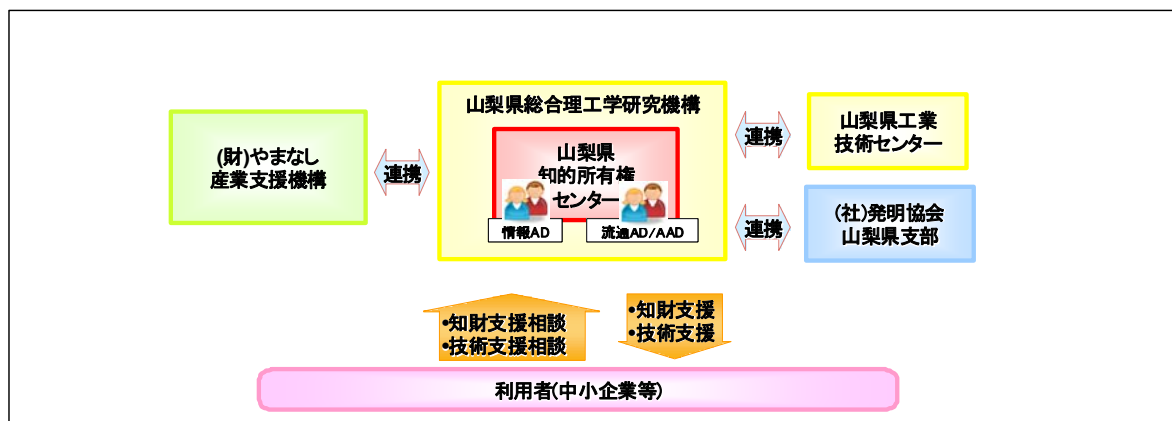 山梨県総合理工学研究機構
(財)やまなし
産業支援機構
連携
山梨県
知的所有権
センター
情報AD
流通AD/AAD
連携
山梨県工業
技術センター
連携
(社)発明協会
山梨県支部
•知財支援相談
•技術支援相談
•知財支援
•技術支援
利用者(中小企業等)